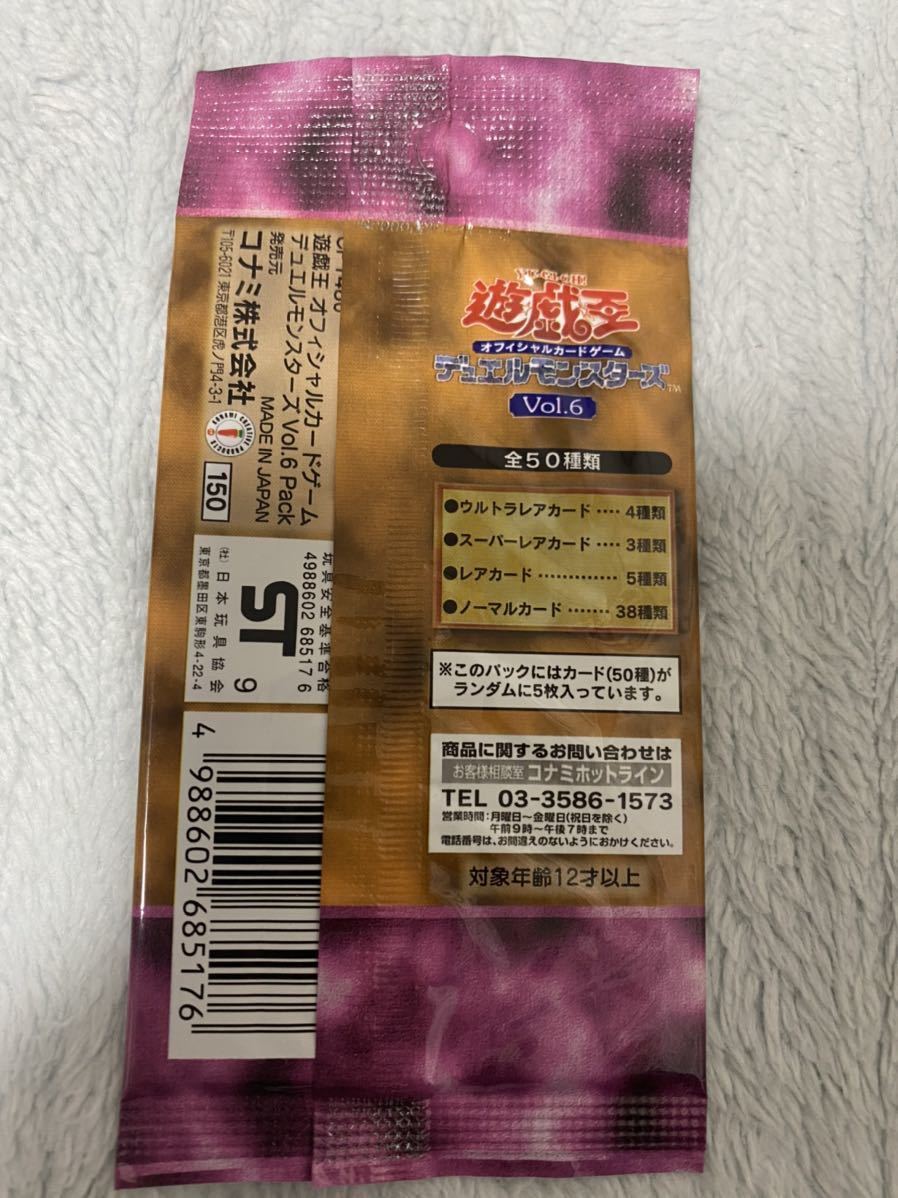 YU-GI-OH!
遊戯王
オフィシャルカードゲーム
デュエルモンスターズ™
Vol.6
全50種類
●ウルトラレアカード ‥‥ 4種類
●スーパーレアカード ‥‥ 3種類
●レアカード ‥‥‥‥‥ 5種類
●ノーマルカード ‥‥‥ 38種類
※このパックにはカード(50種)が
ランダムに5枚入っています。
商品に関するお問い合わせは
お客様相談室 コナミホットライン
TEL 03-3586-1573
営業時間:月曜日〜金曜日(祝日を除く)
午前9時〜午後7時まで
電話番号は、お間違えのないようにおかけください。
対象年齢12才以上
遊戯王 オフィシャルカードゲーム
デュエルモンスターズ Vol.6 Pack
発売元
MADE IN JAPAN
コナミ株式会社
〒105-6021 東京都港区虎ノ門4-3-1
KONAMI CREATIVE PRODUCTS
150
玩具安全基準合格
4988602 68517 6
ST
9
(社) 日本玩具協会
東京都墨田区東駒形4-22-4
4 988602 685176